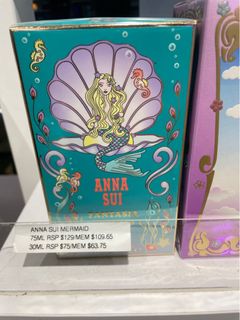 ANNA
SUI
FANTASIA
ANNA SUI MERMAID
75ML RSP $129/MEM $109.65
30ML RSP $75/MEM $63.75